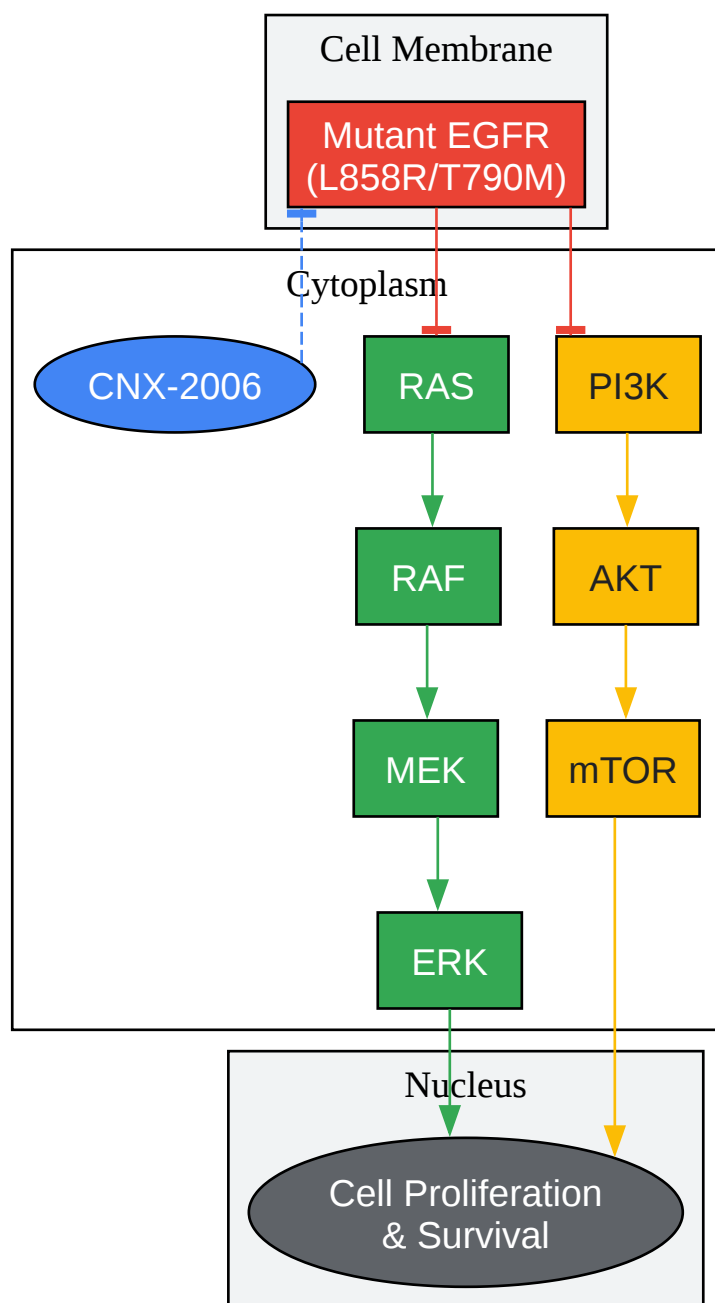 Cell Membrane
Mutant EGFR
(L858R/T790M)
Cytoplasm
CNX-2006
RAS
PI3K
RAF
AKT
MEK
mTOR
ERK
Nucleus
Cell Proliferation
& Survival